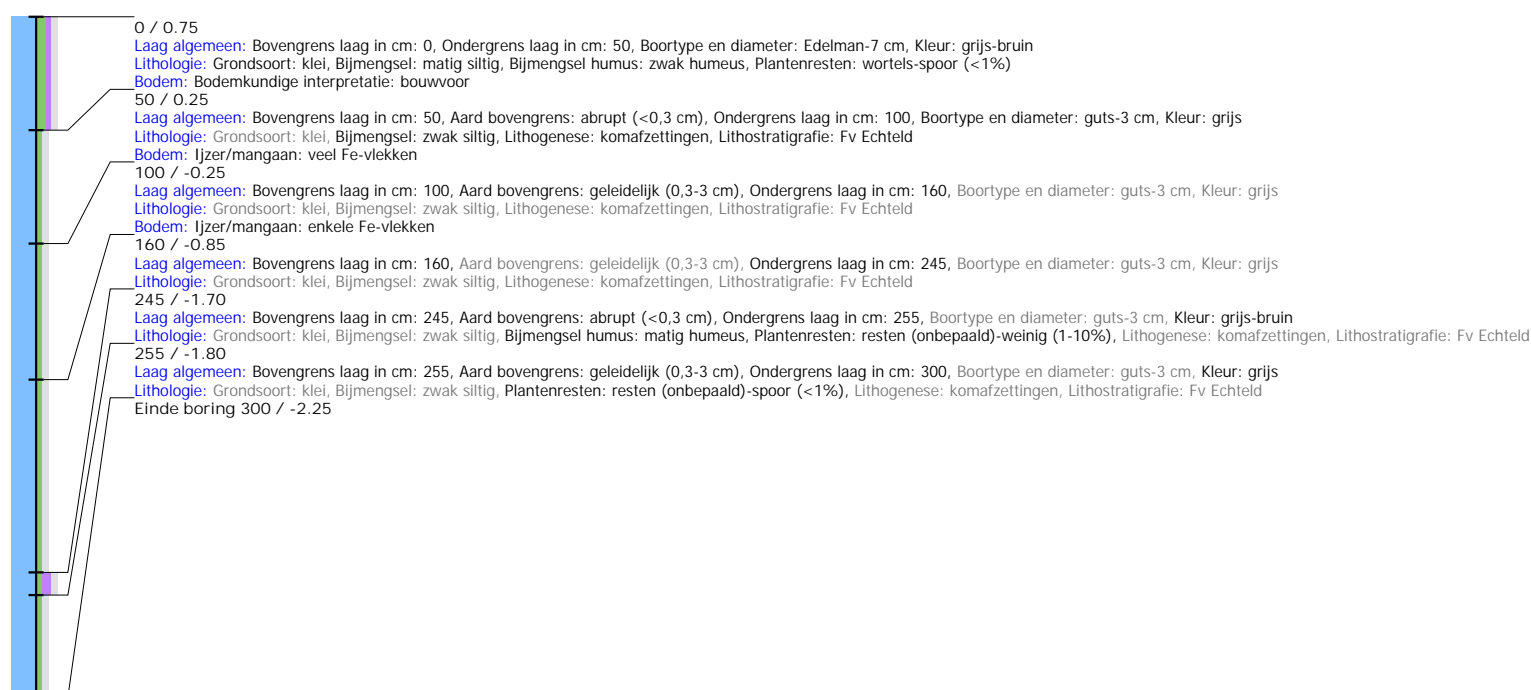 0 / 0.75
Laag algemeen: Bovengrens laag in cm: 0, Ondergrens laag in cm: 50, Boortype en diameter: Edelman-7 cm, Kleur: grijs-bruin
Lithologie: Grondsoort: klei, Bijmengsel: matig siltig, Bijmengsel humus: zwak humeus, Plantenresten: wortels-spoor (<1%)
Bodem: Bodemkundige interpretatie: bouwvoor
50 / 0.25
Laag algemeen: Bovengrens laag in cm: 50, Aard bovengrens: abrupt (<0,3 cm), Ondergrens laag in cm: 100, Boortype en diameter: guts-3 cm, Kleur: grijs
Lithologie: Grondsoort: klei, Bijmengsel: zwak siltig, Lithogenese: komafzettingen, Lithostratigrafie: Fv Echteld
Bodem: Ijzer/mangaan: veel Fe-vlekken
100 / -0.25
Laag algemeen: Bovengrens laag in cm: 100, Aard bovengrens: geleidelijk (0,3-3 cm), Ondergrens laag in cm: 160, Boortype en diameter: guts-3 cm, Kleur: grijs
Lithologie: Grondsoort: klei, Bijmengsel: zwak siltig, Lithogenese: komafzettingen, Lithostratigrafie: Fv Echteld
Bodem: Ijzer/mangaan: enkele Fe-vlekken
160 / -0.85
Laag algemeen: Bovengrens laag in cm: 160, Aard bovengrens: geleidelijk (0,3-3 cm), Ondergrens laag in cm: 245, Boortype en diameter: guts-3 cm, Kleur: grijs
Lithologie: Grondsoort: klei, Bijmengsel: zwak siltig, Lithogenese: komafzettingen, Lithostratigrafie: Fv Echteld
245 / -1.70
Laag algemeen: Bovengrens laag in cm: 245, Aard bovengrens: abrupt (<0,3 cm), Ondergrens laag in cm: 255, Boortype en diameter: guts-3 cm, Kleur: grijs-bruin
Lithologie: Grondsoort: klei, Bijmengsel: zwak siltig, Bijmengsel humus: matig humeus, Plantenresten: resten (onbepaald)-weinig (1-10%), Lithogenese: komafzettingen, Lithostratigrafie: Fv Echteld
255 / -1.80
Laag algemeen: Bovengrens laag in cm: 255, Aard bovengrens: geleidelijk (0,3-3 cm), Ondergrens laag in cm: 300, Boortype en diameter: guts-3 cm, Kleur: grijs
Lithologie: Grondsoort: klei, Bijmengsel: zwak siltig, Plantenresten: resten (onbepaald)-spoor (<1%), Lithogenese: komafzettingen, Lithostratigrafie: Fv Echteld
Einde boring 300 / -2.25